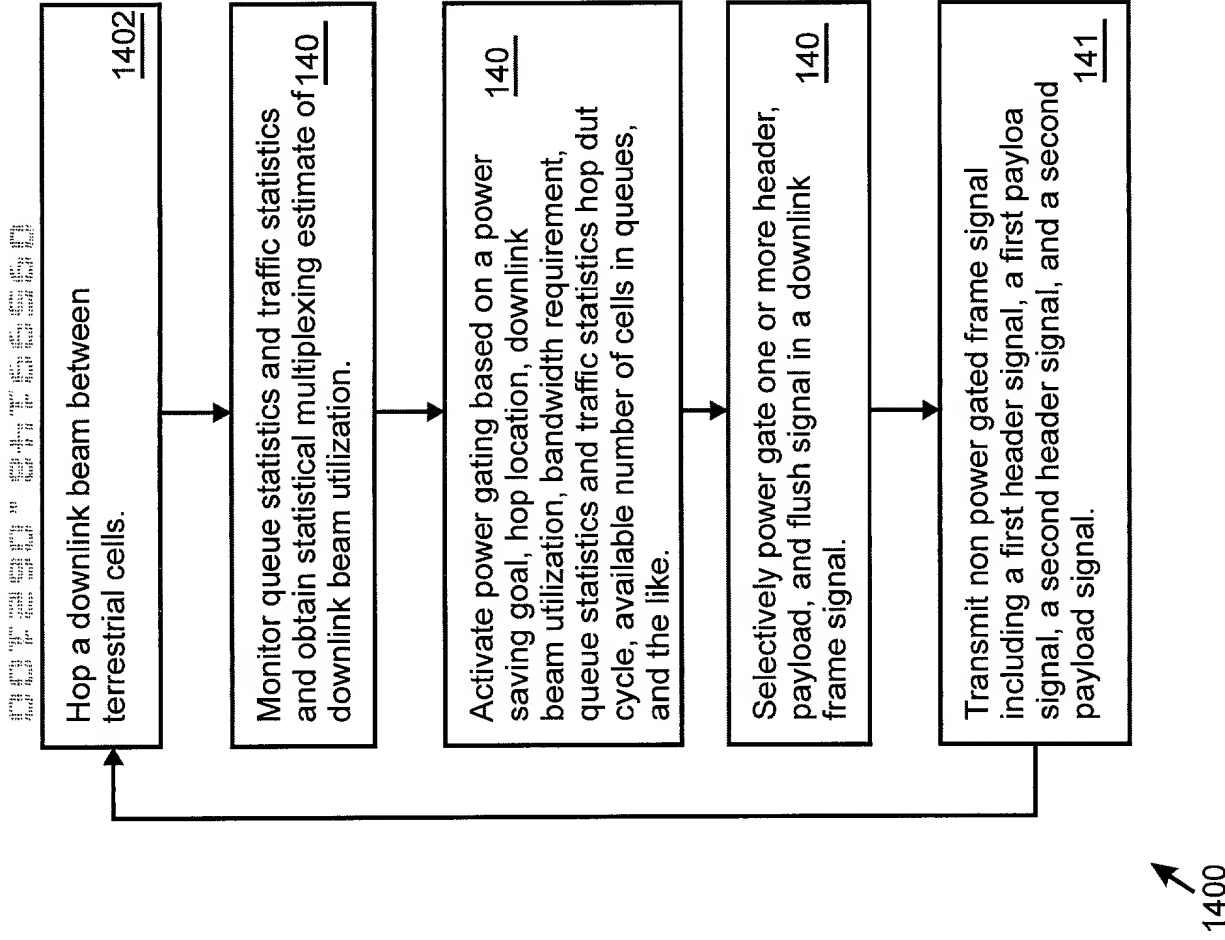 Hop a downlink beam between
terrestrial cells.
1402
Monitor queue statistics and traffic statistics
and obtain statistical multiplexing estimate of 140
downlink beam utilization.
Activate power gating based on a power
saving goal, hop location, downlink 140
beam utilization, bandwidth requirement,
queue statistics and traffic statistics hop dut
cycle, available number of cells in queues,
and the like.
Selectively power gate one or more header,
payload, and flush signal in a downlink 140
frame signal.
Transmit non power gated frame signal
including a first header signal, a first payloa
signal, a second header signal, and a second 141
payload signal.
1400